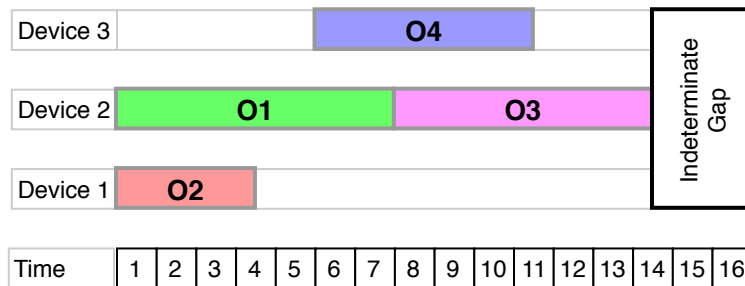 Device 3 O4
Device 2 O1 O3
Device 1 O2
Indeterminate
Gap
Time 1 2 3 4 5 6 7 8 9 10 11 12 13 14 15 16